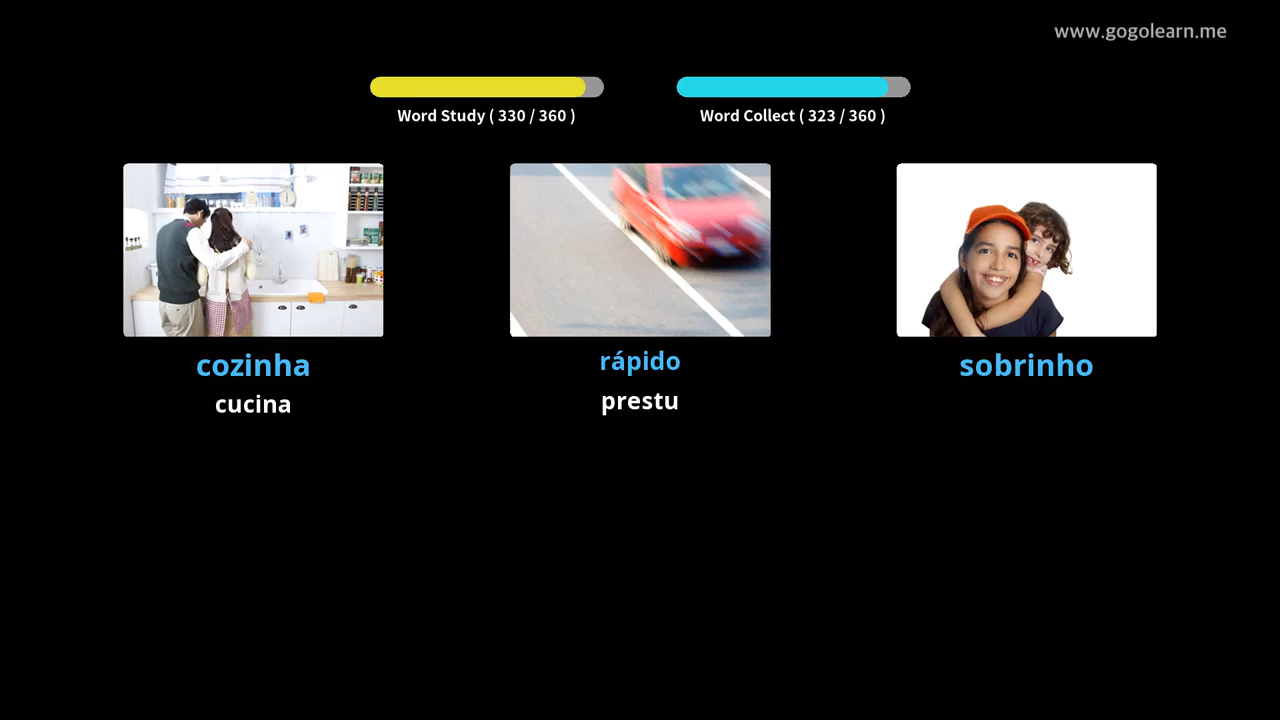 www.gogolearn.me
Word Study ( 330 / 360 )
Word Collect ( 323 / 360 )
cozinha
cucina
rápido
prestu
sobrinho